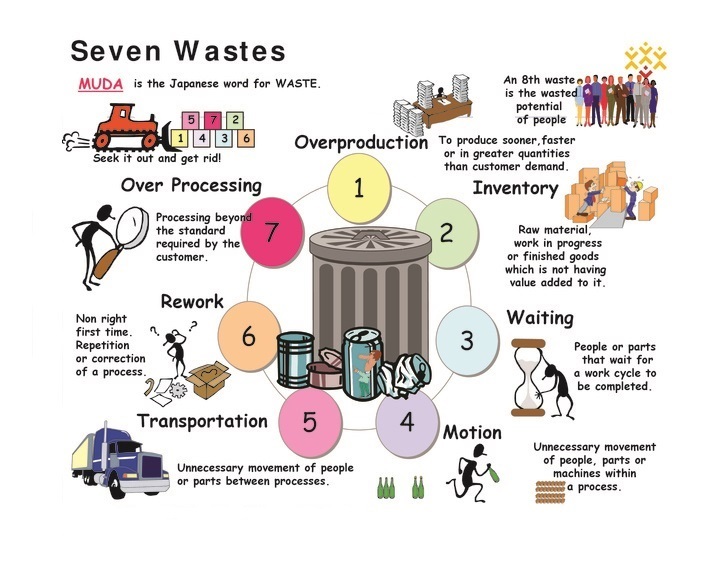 Seven Wastes
MUDA is the Japanese word for WASTE.
5 7 2
1 4 3 6
Seek it out and get rid!
An 8th waste
is the wasted
potential
of people
Overproduction
To produce sooner,faster
or in greater quantities
than customer demand.
1
Inventory
Raw material,
work in progress
or finished goods
which is not having
value added to it.
2
Waiting
People or parts
that wait for
a work cycle to
be completed.
3
Motion
Unnecessary movement
of people, parts or
machines within
a process.
4
Transportation
Unnecessary movement of people
or parts between processes.
5
Rework
Non right
first time.
Repetition
or correction
of a process.
? ?
6
Over Processing
Processing beyond
the standard
required by the
customer.
7